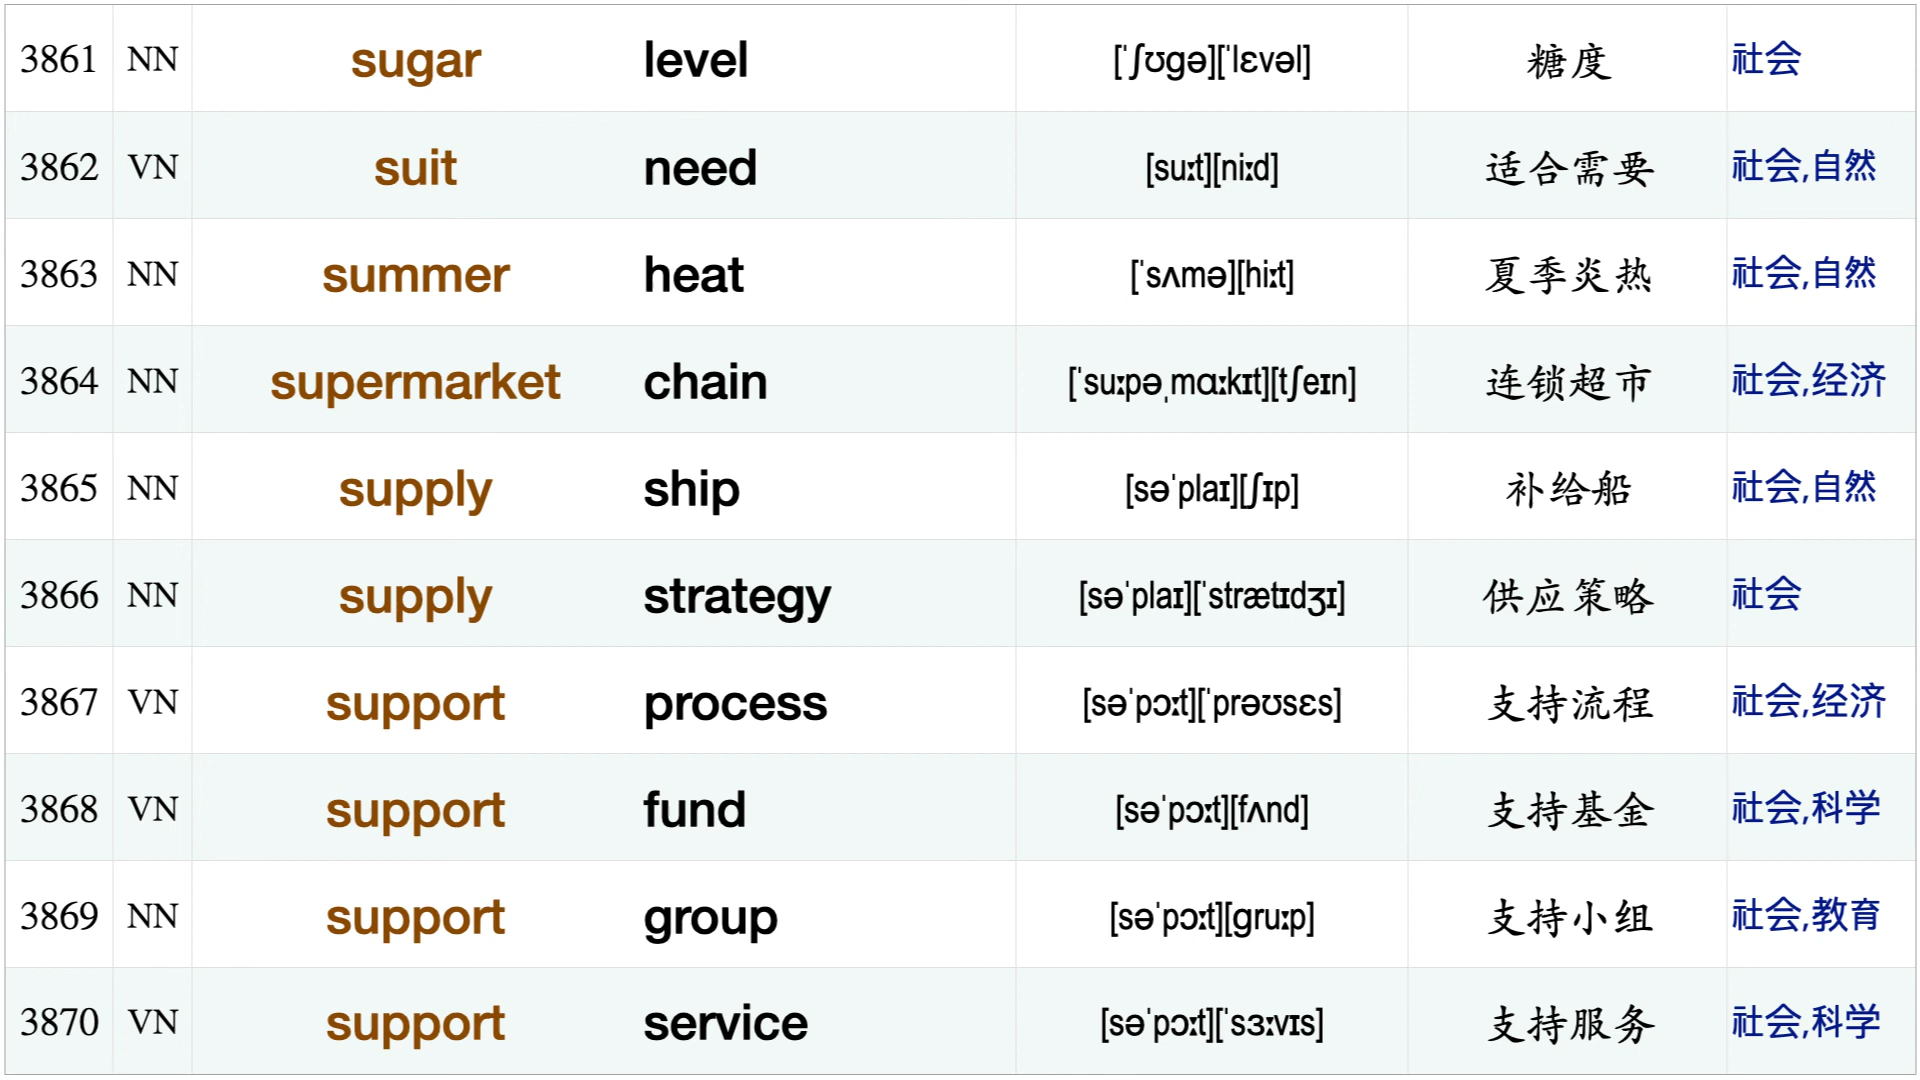 3861 NN sugar level [ˈʃʊgə][ˈlɛvəl] 糖度 社会
3862 VN suit need [suːt][niːd] 适合需要 社会,自然
3863 NN summer heat [ˈsʌmə][hiːt] 夏季炎热 社会,自然
3864 NN supermarket chain [ˈsuːpəˌmɑːkɪt][tʃeɪn] 连锁超市 社会,经济
3865 NN supply ship [səˈplaɪ][ʃɪp] 补给船 社会,自然
3866 NN supply strategy [səˈplaɪ][ˈstrætɪdʒɪ] 供应策略 社会
3867 VN support process [səˈpɔːt][ˈprəʊsɛs] 支持流程 社会,经济
3868 VN support fund [səˈpɔːt][fʌnd] 支持基金 社会,科学
3869 NN support group [səˈpɔːt][gruːp] 支持小组 社会,教育
3870 VN support service [səˈpɔːt][ˈsɜːvɪs] 支持服务 社会,科学